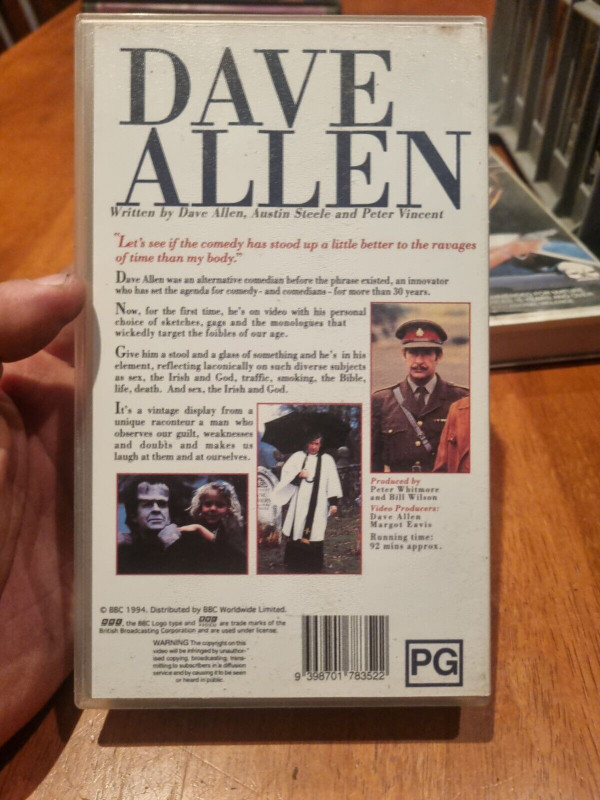 DAVE
ALLEN
Written by Dave Allen, Austin Steele and Peter Vincent
"Let's see if the comedy has stood up a little better to the ravages
of time than my body."
Dave Allen was an alternative comedian before the phrase existed, an innovator
who has set the agenda for comedy - and comedians - for more than 30 years.
Now, for the first time, he's on video with his personal
choice of sketches, gags and the monologues that
wickedly target the foibles of our age.
Give him a stool and a glass of something and he's in his
element, reflecting laconically on such diverse subjects
as sex, the Irish and God, traffic, smoking, the Bible,
life, death. And sex, the Irish and God.
It's a vintage display from a
unique raconteur a man who
observes our guilt, weaknesses
and doubts and makes us
laugh at them and at ourselves.
Produced by
Peter Whitmore
and Bill Wilson
Video Producers:
Dave Allen
Margot Eavis
Running time:
92 mins approx.
© BBC 1994. Distributed by BBC Worldwide Limited.
BBC, the BBC Logo type and BBC VIDEO are trade marks of the
British Broadcasting Corporation and are used under license.
WARNING The copyright on this
video will be infringed by unauthor-
ised copying, broadcasting, trans-
mitting to subscribers in a diffusion
service and by causing it to be seen
or heard in public.
9 398701 783522
PG